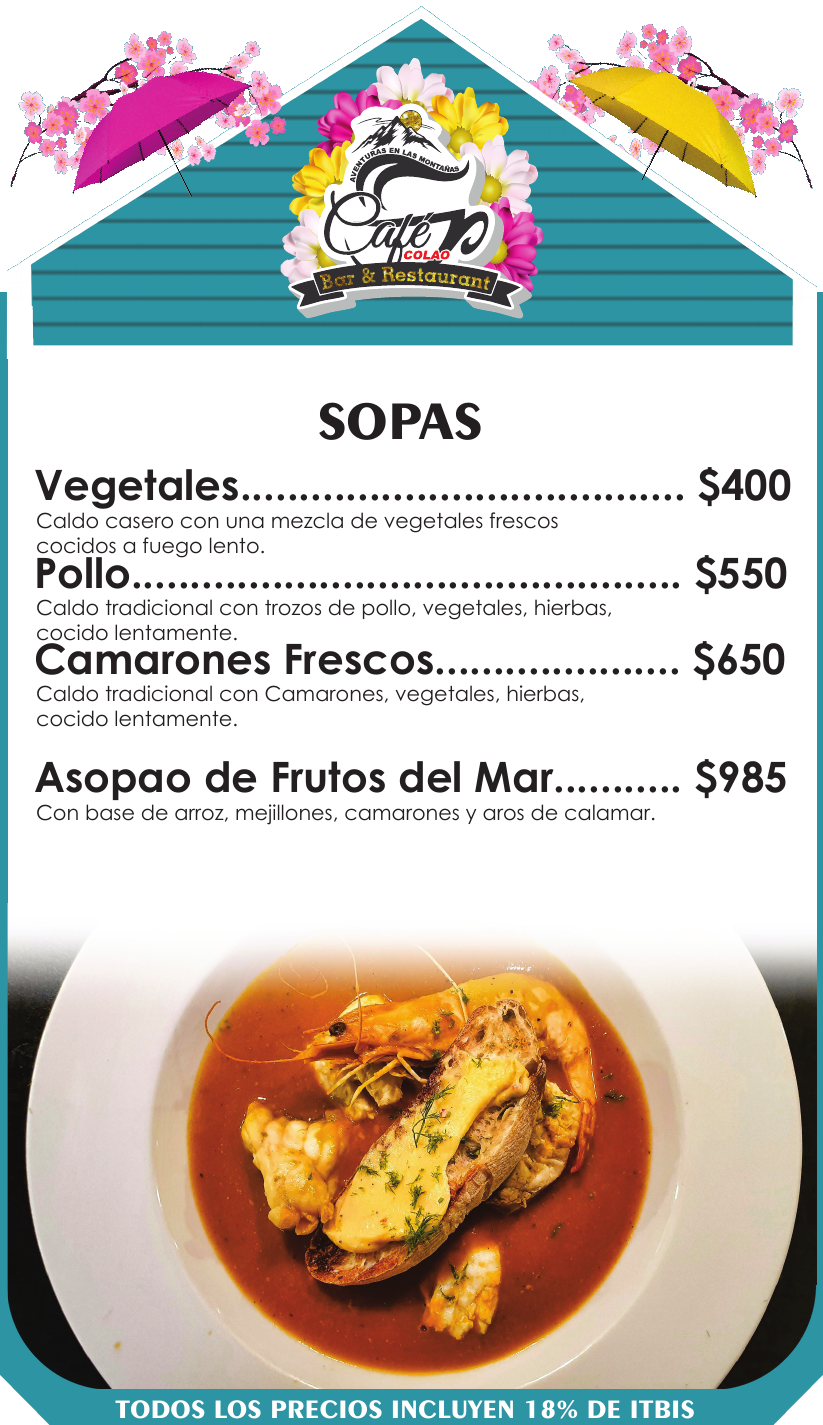 AVENTURAS EN LAS MONTAÑAS
Café
COLAO
Bar & Restaurant
SOPAS
Vegetales...................................... $400
Caldo casero con una mezcla de vegetales frescos
cocidos a fuego lento.
Pollo............................................... $550
Caldo tradicional con trozos de pollo, vegetales, hierbas,
cocido lentamente.
Camarones Frescos..................... $650
Caldo tradicional con Camarones, vegetales, hierbas,
cocido lentamente.
Asopao de Frutos del Mar........... $985
Con base de arroz, mejillones, camarones y aros de calamar.
TODOS LOS PRECIOS INCLUYEN 18% DE ITBIS